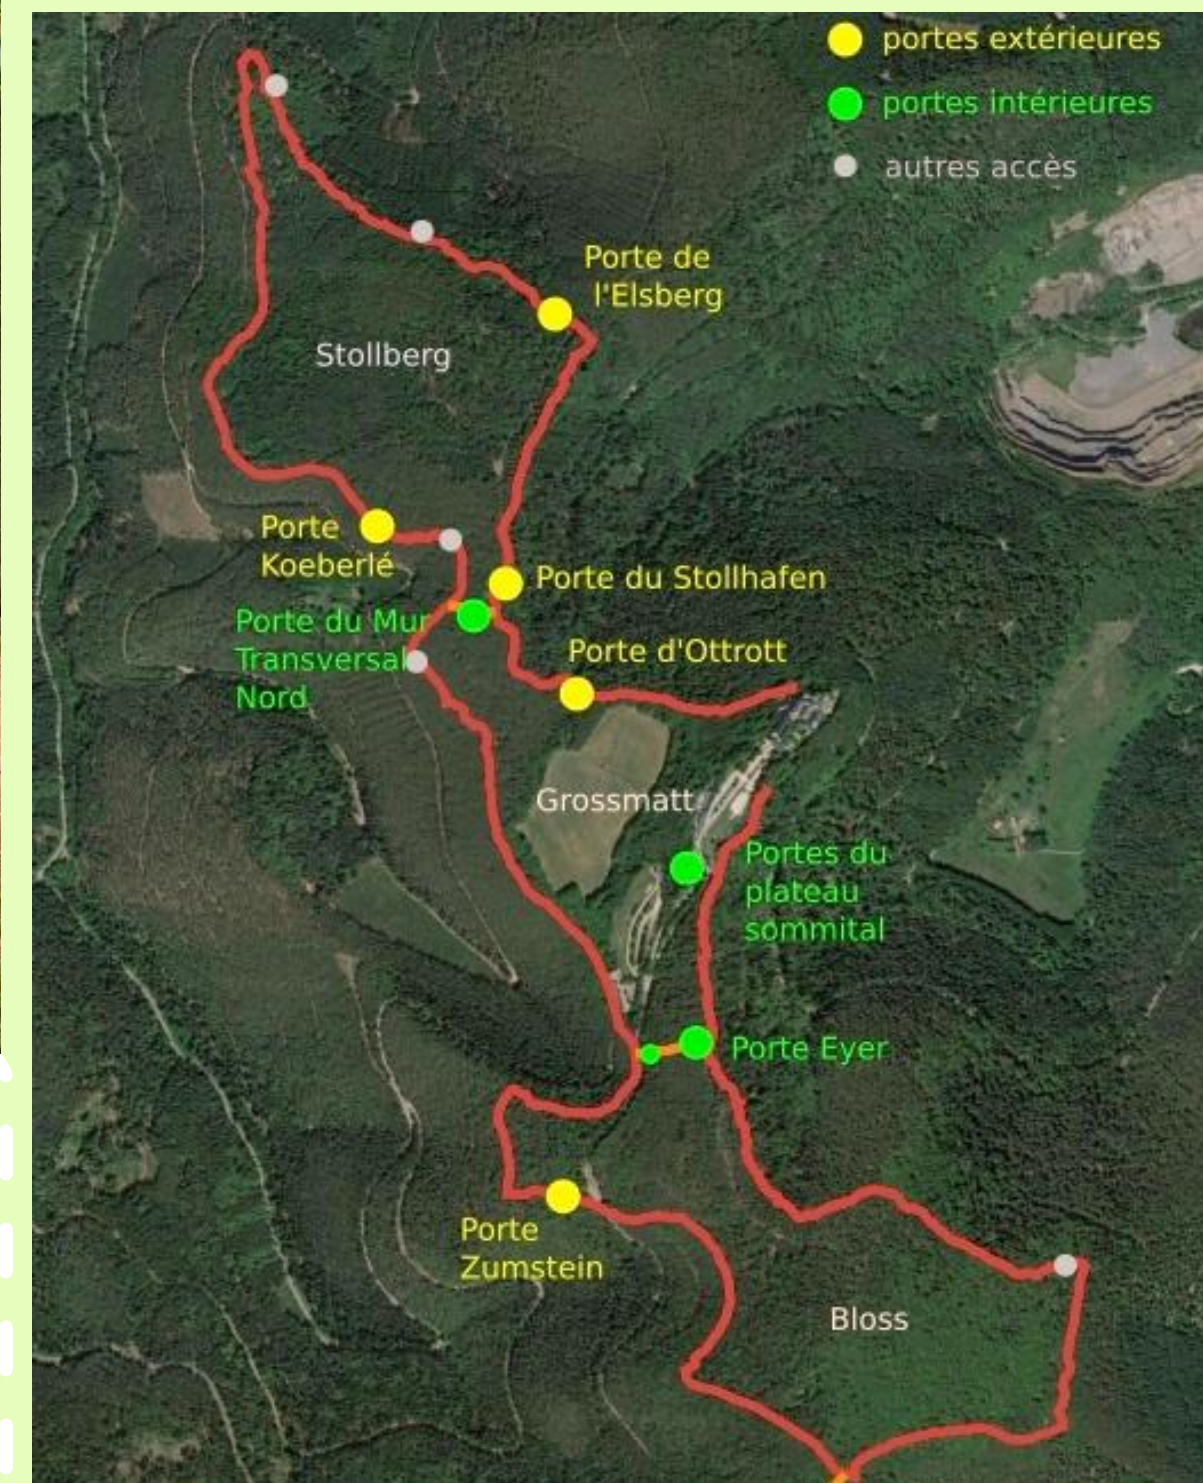 portes extérieures
portes intérieures
autres accès
Porte de
l'Elsberg
Stollberg
Porte
Koeberlé
Porte du Stollhafen
Porte du Mur
Transversal
Nord
Porte d'Ottrott
Grossmatt
Portes du
plateau
sommital
Porte Eyer
Porte
Zumstein
Bloss